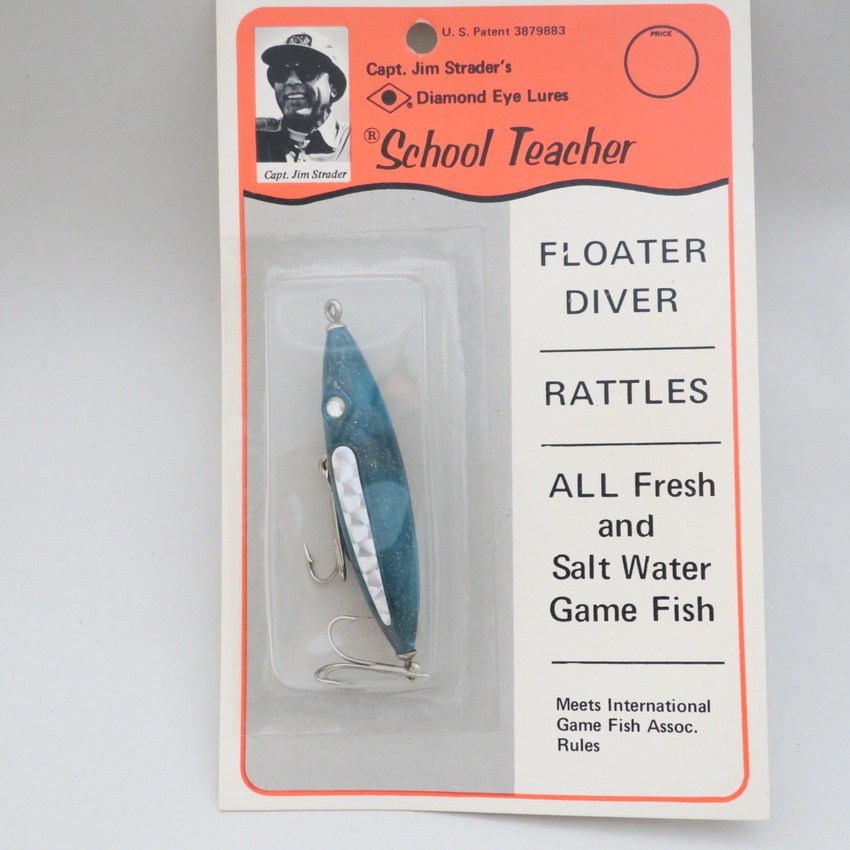 U. S. Patent 3879883
PRICE
Capt. Jim Strader's
® Diamond Eye Lures
® School Teacher
Capt. Jim Strader
FLOATER
DIVER
RATTLES
ALL Fresh
and
Salt Water
Game Fish
Meets International
Game Fish Assoc.
Rules